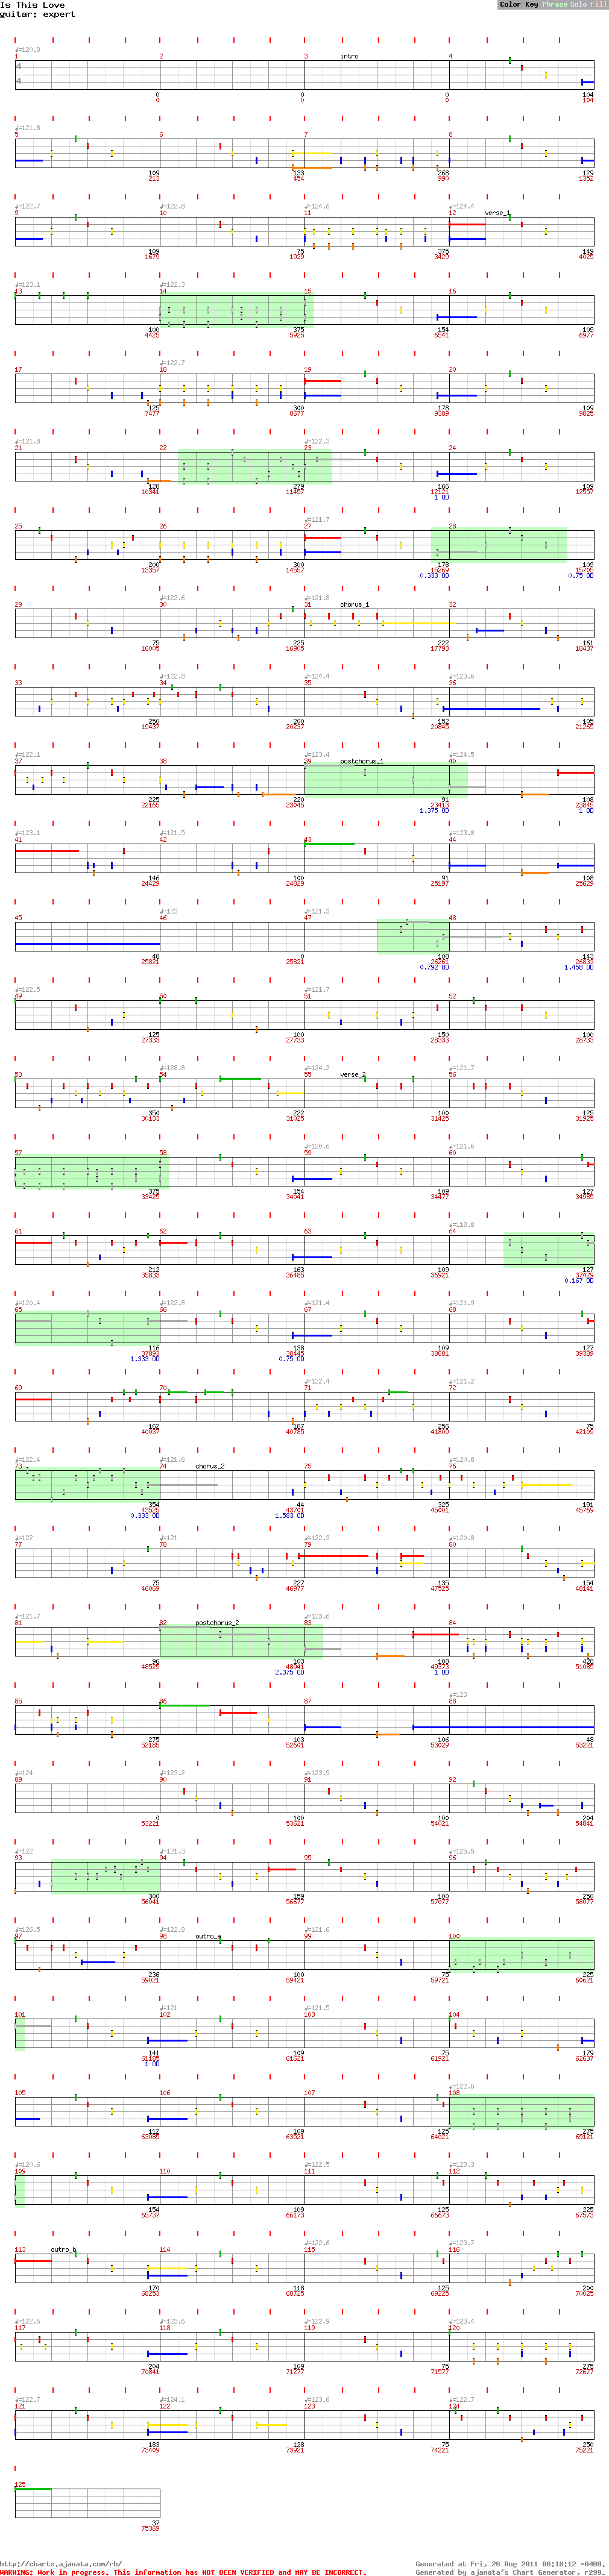 Is This Love
guitar: expert
Color Key Phrase Solo Fill
♩=120.8
1 2 3 intro 4
4
4
0 0 0 104
0 0 0 104
♩=121.8
5 6 7 8
109 133 268 129
213 454 990 1352
♩=122.7 ♩=122.8 ♩=124.6 ♩=124.4
9 10 11 12 verse_1
109 75 375 149
1679 1929 3429 4025
♩=123.1 ♩=122.3
13 14 15 16
100 375 154 109
4425 5925 6541 6977
♩=122.7
17 18 19 20
125 300 178 109
7477 8677 9389 9825
♩=121.8 ♩=122.3
21 22 23 24
128 279 166 109
10341 11457 12121 12557
1 OD
♩=121.7
25 26 27 28
200 300 178 109
13357 14557 15269 15705
0.333 OD 0.75 OD
♩=122.6 ♩=121.8
29 30 31 chorus_1 32
75 225 222 161
16005 16905 17793 18437
♩=122.8 ♩=124.4 ♩=123.6
33 34 35 36
250 200 152 105
19437 20237 20845 21265
♩=122.1 ♩=123.4 ♩=124.5
37 38 39 postchorus_1 40
225 220 91 108
22165 23045 23413 23845
1.375 OD 1 OD
♩=123.1 ♩=121.5 ♩=123.8
41 42 43 44
146 100 91 108
24429 24829 25197 25629
♩=123 ♩=121.3
45 46 47 48
48 0 108 143
25821 25821 26261 26833
0.792 OD 1.458 OD
♩=122.5 ♩=121.7
49 50 51 52
125 100 150 100
27333 27733 28333 28733
♩=128.8 ♩=124.2
53 54 55 verse_2 56
350 222 100 125
30133 31025 31425 31925
♩=120.6 ♩=121.6
57 58 59 60
375 154 109 127
33425 34041 34477 34985
♩=118.8
61 62 63 64
212 163 109 127
35833 36485 36921 37429
0.167 OD
♩=120.4 ♩=122.8 ♩=121.4 ♩=121.9
65 66 67 68
116 138 109 127
37893 38445 38881 39389
1.333 OD 0.75 OD
♩=122.4 ♩=121.2
69 70 71 72
162 187 256 75
40037 40785 41809 42109
♩=122.4 ♩=121.6 ♩=120.8
73 74 chorus_2 75 76
354 44 325 191
43525 43701 45001 45769
0.333 OD 1.583 OD
♩=122 ♩=121 ♩=122.3 ♩=120.8
77 78 79 80
75 227 135 154
46069 46977 47525 48141
♩=121.7 ♩=123.6
81 82 postchorus_2 83 84
96 103 108 428
48525 48941 49373 51085
2.375 OD 1 OD
♩=123
85 86 87 88
275 103 106 48
52185 52601 53029 53221
♩=124 ♩=123.2 ♩=123.9
89 90 91 92
0 100 100 204
53221 53621 54021 54841
♩=122 ♩=121.3 ♩=125.5
93 94 95 96
300 159 100 250
56041 56677 57077 58077
♩=126.5 ♩=122.8 ♩=121.6
97 98 outro_a 99 100
236 100 75 225
59021 59421 59721 60621
♩=121 ♩=121.5
101 102 103 104
141 109 75 179
61185 61621 61921 62637
1 OD
♩=122.6
105 106 107 108
112 109 125 275
63085 63521 64021 65121
♩=120.6 ♩=122.5 ♩=123.3
109 110 111 112
154 109 125 225
65737 66173 66673 67573
♩=122.6 ♩=123.7
113 outro_b 114 115 116
170 118 125 200
68253 68725 69225 70025
♩=122.6 ♩=123.6 ♩=122.9 ♩=123.4
117 118 119 120
204 109 75 275
70841 71277 71577 72677
♩=122.7 ♩=124.1 ♩=123.6 ♩=122.7
121 122 123 124
183 128 75 250
73409 73921 74221 75221
125
37
75369
http://charts.ajanata.com/rb/ Generated at Fri, 26 Aug 2011 06:18:12 -0400.
WARNING: Work in progress. This information has NOT BEEN VERIFIED and MAY BE INCORRECT. Generated by ajanata's Chart Generator, r299.